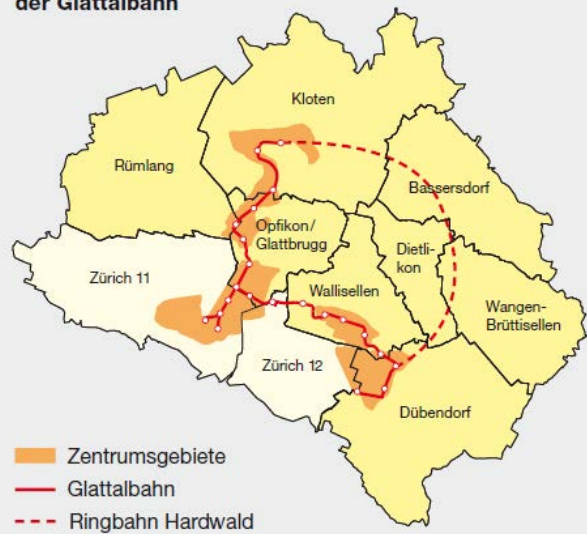 der Glattalbahn
Kloten
Rümlang
Bassersdorf
Opfikon/
Glattbrugg
Dietli-
kon
Zürich 11
Wallisellen
Wangen-
Brüttisellen
Zürich 12
Dübendorf
Zentrumsgebiete
Glattalbahn
Ringbahn Hardwald